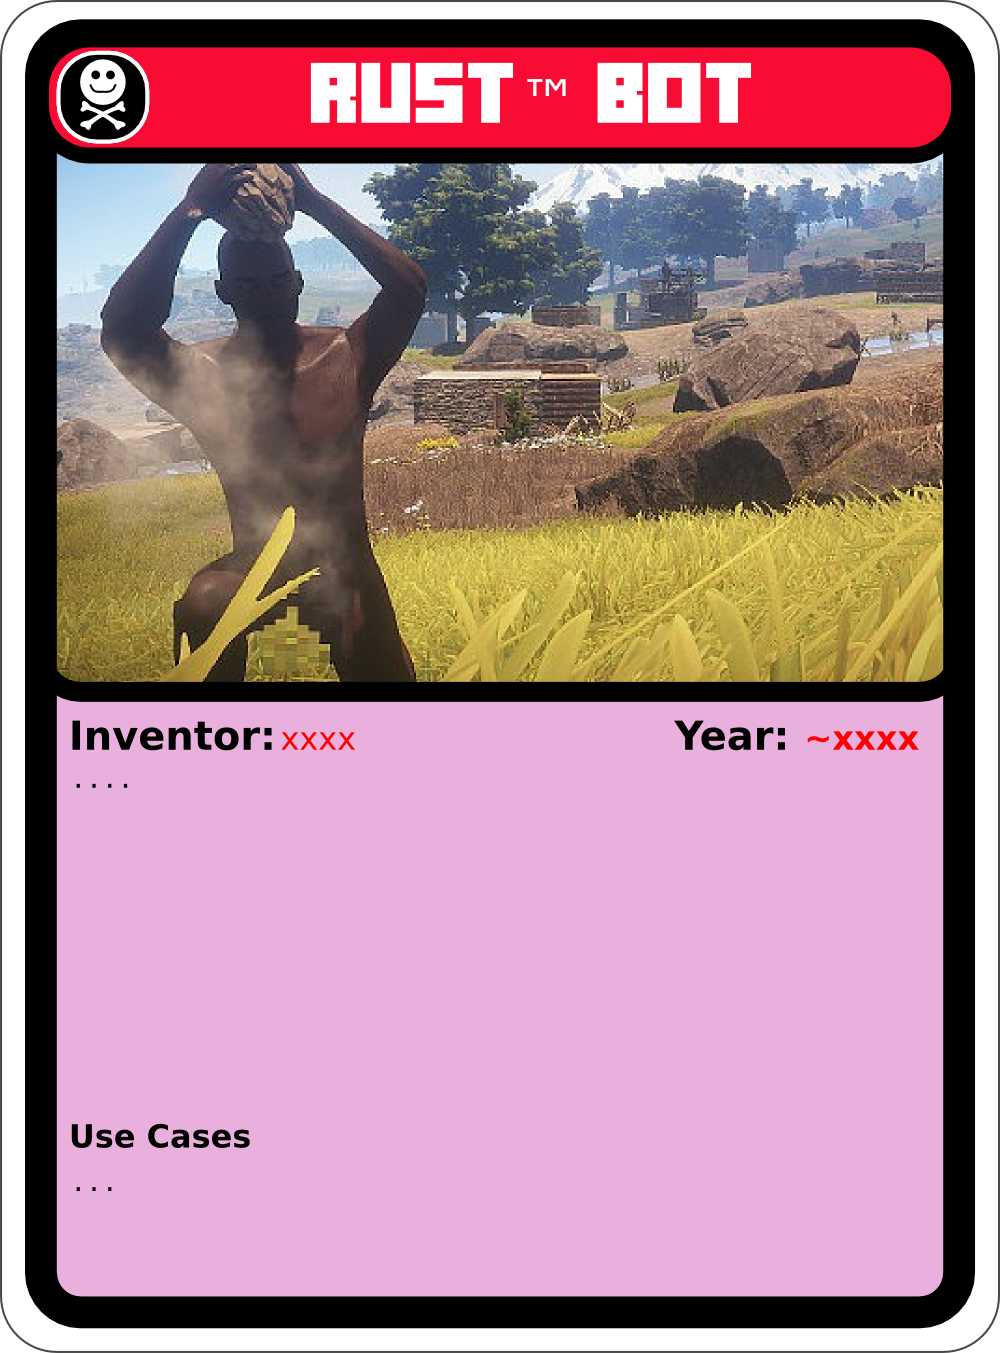 RUST™ BOT
Inventor: xxxx Year: ~xxxx
....
Use Cases
...